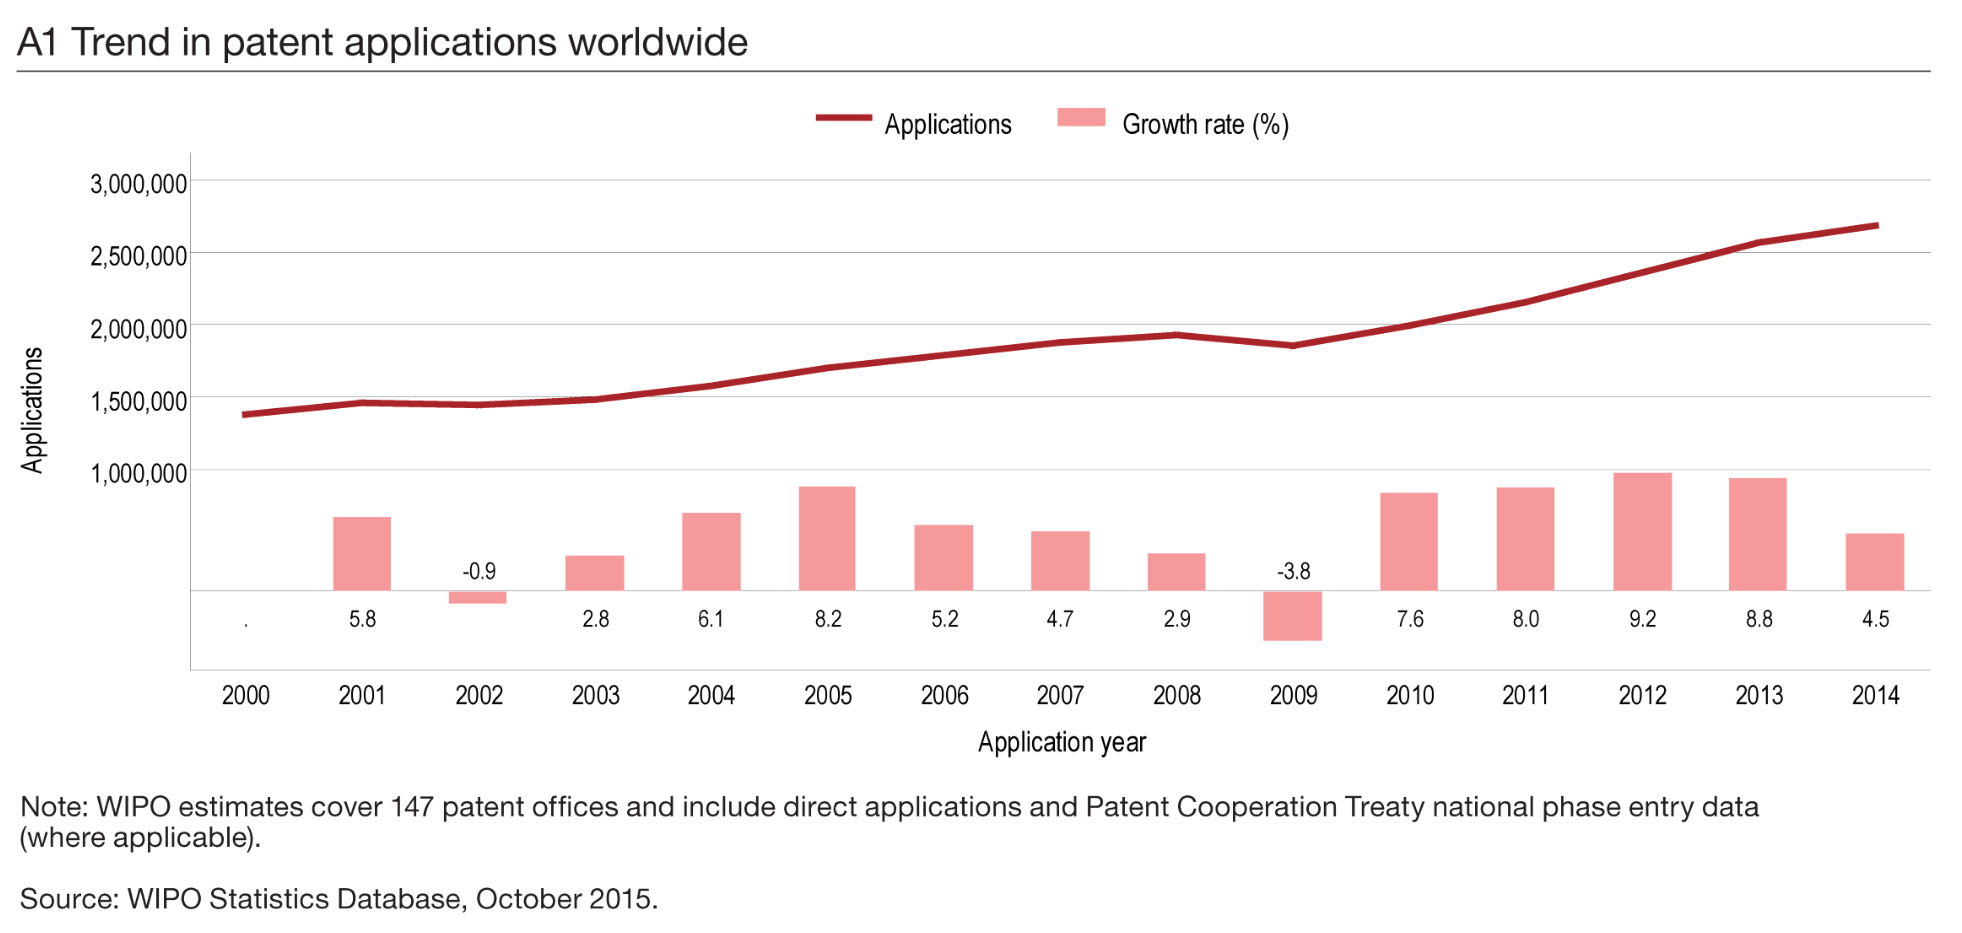 A1 Trend in patent applications worldwide
Applications
Growth rate (%)
3,000,000
2,500,000
2,000,000
1,500,000
1,000,000
Applications
-0.9
-3.8
. 5.8 2.8 6.1 8.2 5.2 4.7 2.9 7.6 8.0 9.2 8.8 4.5
2000 2001 2002 2003 2004 2005 2006 2007 2008 2009 2010 2011 2012 2013 2014
Application year
Note: WIPO estimates cover 147 patent offices and include direct applications and Patent Cooperation Treaty national phase entry data
(where applicable).
Source: WIPO Statistics Database, October 2015.